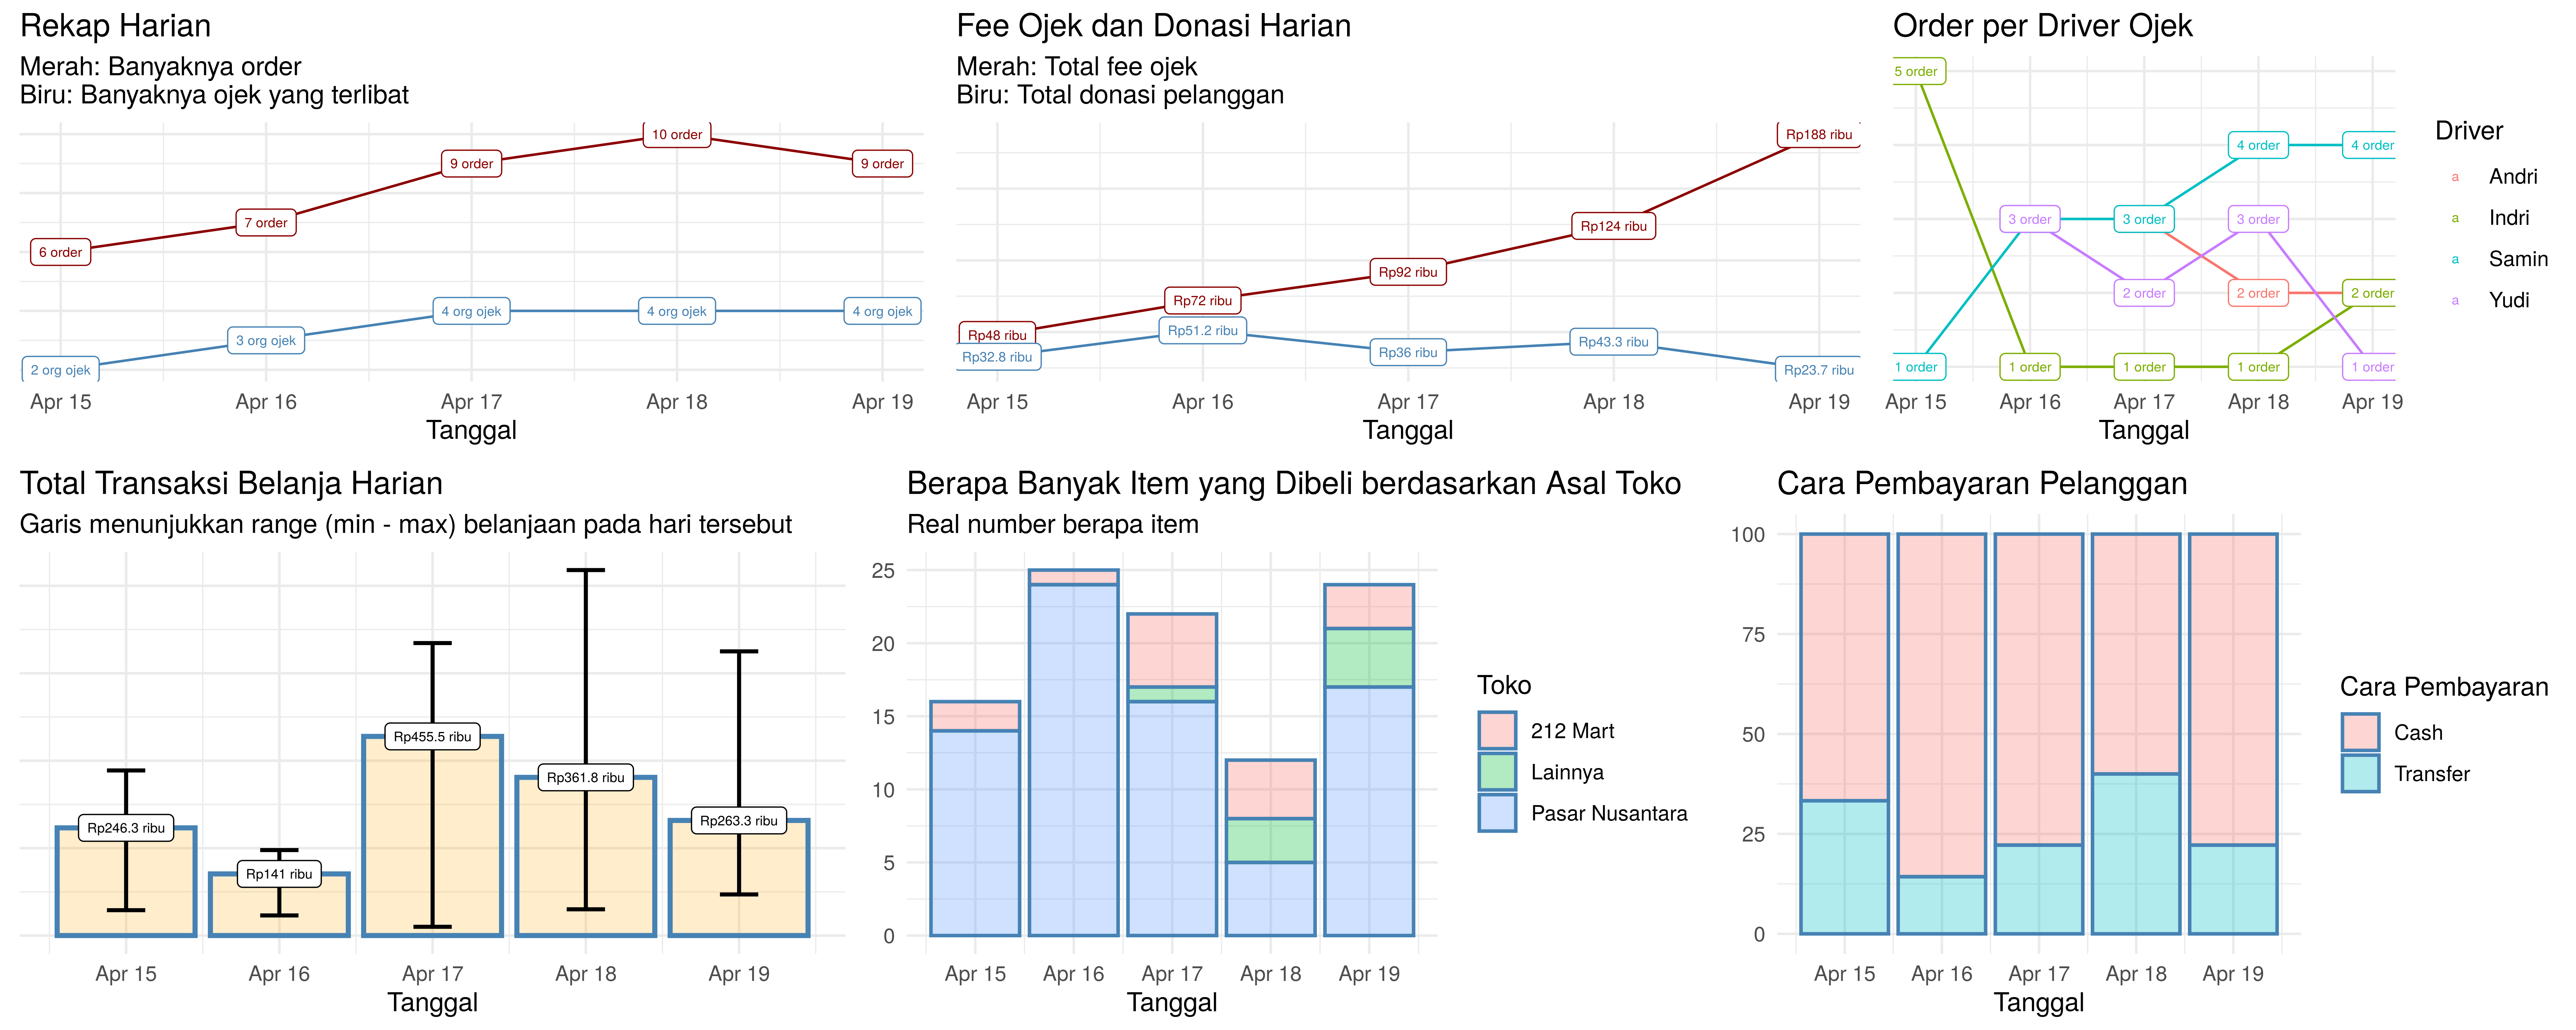 Rekap Harian
Merah: Banyaknya order
Biru: Banyaknya ojek yang terlibat
6 order
7 order
9 order
10 order
9 order
2 org ojek
3 org ojek
4 org ojek
4 org ojek
4 org ojek
Apr 15
Apr 16
Apr 17
Apr 18
Apr 19
Tanggal
Fee Ojek dan Donasi Harian
Merah: Total fee ojek
Biru: Total donasi pelanggan
Rp48 ribu
Rp72 ribu
Rp92 ribu
Rp124 ribu
Rp188 ribu
Rp32.8 ribu
Rp51.2 ribu
Rp36 ribu
Rp43.3 ribu
Rp23.7 ribu
Apr 15
Apr 16
Apr 17
Apr 18
Apr 19
Tanggal
Order per Driver Ojek
5 order
4 order
4 order
3 order
3 order
3 order
2 order
2 order
2 order
1 order
1 order
1 order
1 order
1 order
Apr 15
Apr 16
Apr 17
Apr 18
Apr 19
Tanggal
Driver
a Andri
a Indri
a Samin
a Yudi
Total Transaksi Belanja Harian
Garis menunjukkan range (min - max) belanjaan pada hari tersebut
Rp246.3 ribu
Rp141 ribu
Rp455.5 ribu
Rp361.8 ribu
Rp263.3 ribu
Apr 15
Apr 16
Apr 17
Apr 18
Apr 19
Tanggal
Berapa Banyak Item yang Dibeli berdasarkan Asal Toko
Real number berapa item
25
20
15
10
5
0
Apr 15
Apr 16
Apr 17
Apr 18
Apr 19
Tanggal
Toko
212 Mart
Lainnya
Pasar Nusantara
Cara Pembayaran Pelanggan
100
75
50
25
0
Apr 15
Apr 16
Apr 17
Apr 18
Apr 19
Tanggal
Cara Pembayaran
Cash
Transfer